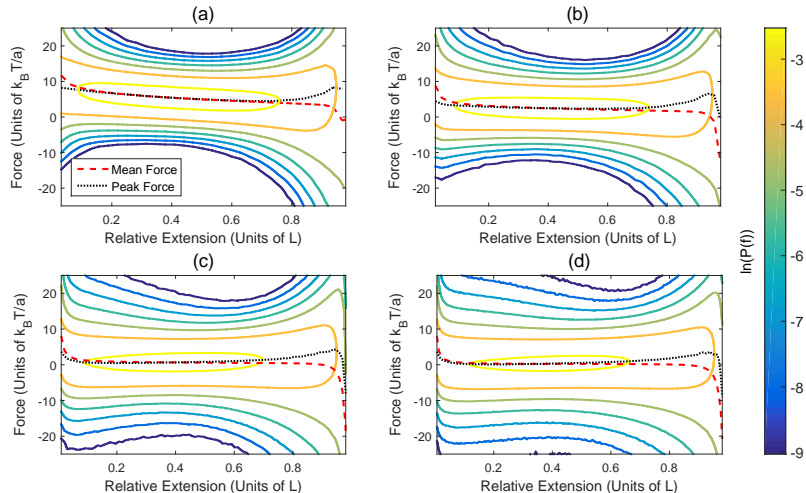 (a)
(b)
Force (Units of k_B T/a)
20
10
0
-10
-20
Mean Force
Peak Force
0.2
0.4
0.6
0.8
Relative Extension (Units of L)
Force (Units of k_B T/a)
20
10
0
-10
-20
0.2
0.4
0.6
0.8
Relative Extension (Units of L)
(c)
(d)
Force (Units of k_B T/a)
20
10
0
-10
-20
0.2
0.4
0.6
0.8
Relative Extension (Units of L)
Force (Units of k_B T/a)
20
10
0
-10
-20
0.2
0.4
0.6
0.8
Relative Extension (Units of L)
ln(P(f))
-3
-4
-5
-6
-7
-8
-9